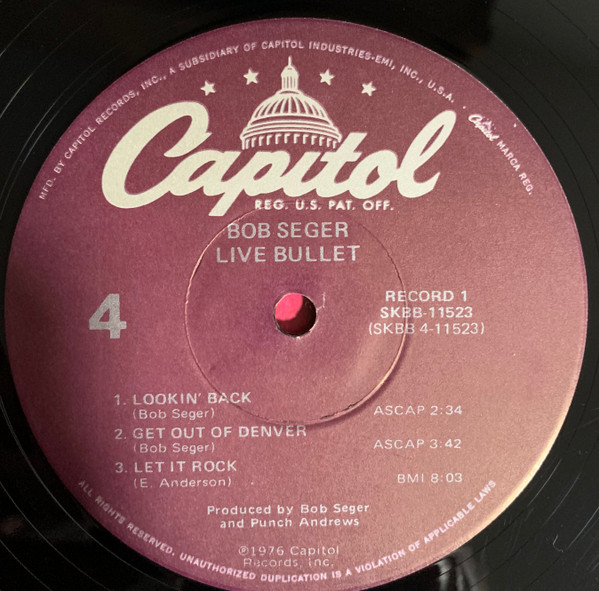 MFD. BY CAPITOL RECORDS, INC., A SUBSIDIARY OF CAPITOL INDUSTRIES-EMI, INC., U.S.A.
Capitol MARCA REG.
Capitol
REG. U.S. PAT. OFF.
BOB SEGER
LIVE BULLET
4
RECORD 1
SKBB-11523
(SKBB 4-11523)
1. LOOKIN' BACK
(Bob Seger) ASCAP 2:34
2. GET OUT OF DENVER
(Bob Seger) ASCAP 3:42
3. LET IT ROCK
(E. Anderson) BMI 8:03
Produced by Bob Seger
and Punch Andrews
℗1976 Capitol
Records, Inc.
ALL RIGHTS RESERVED. UNAUTHORIZED DUPLICATION IS A VIOLATION OF APPLICABLE LAWS